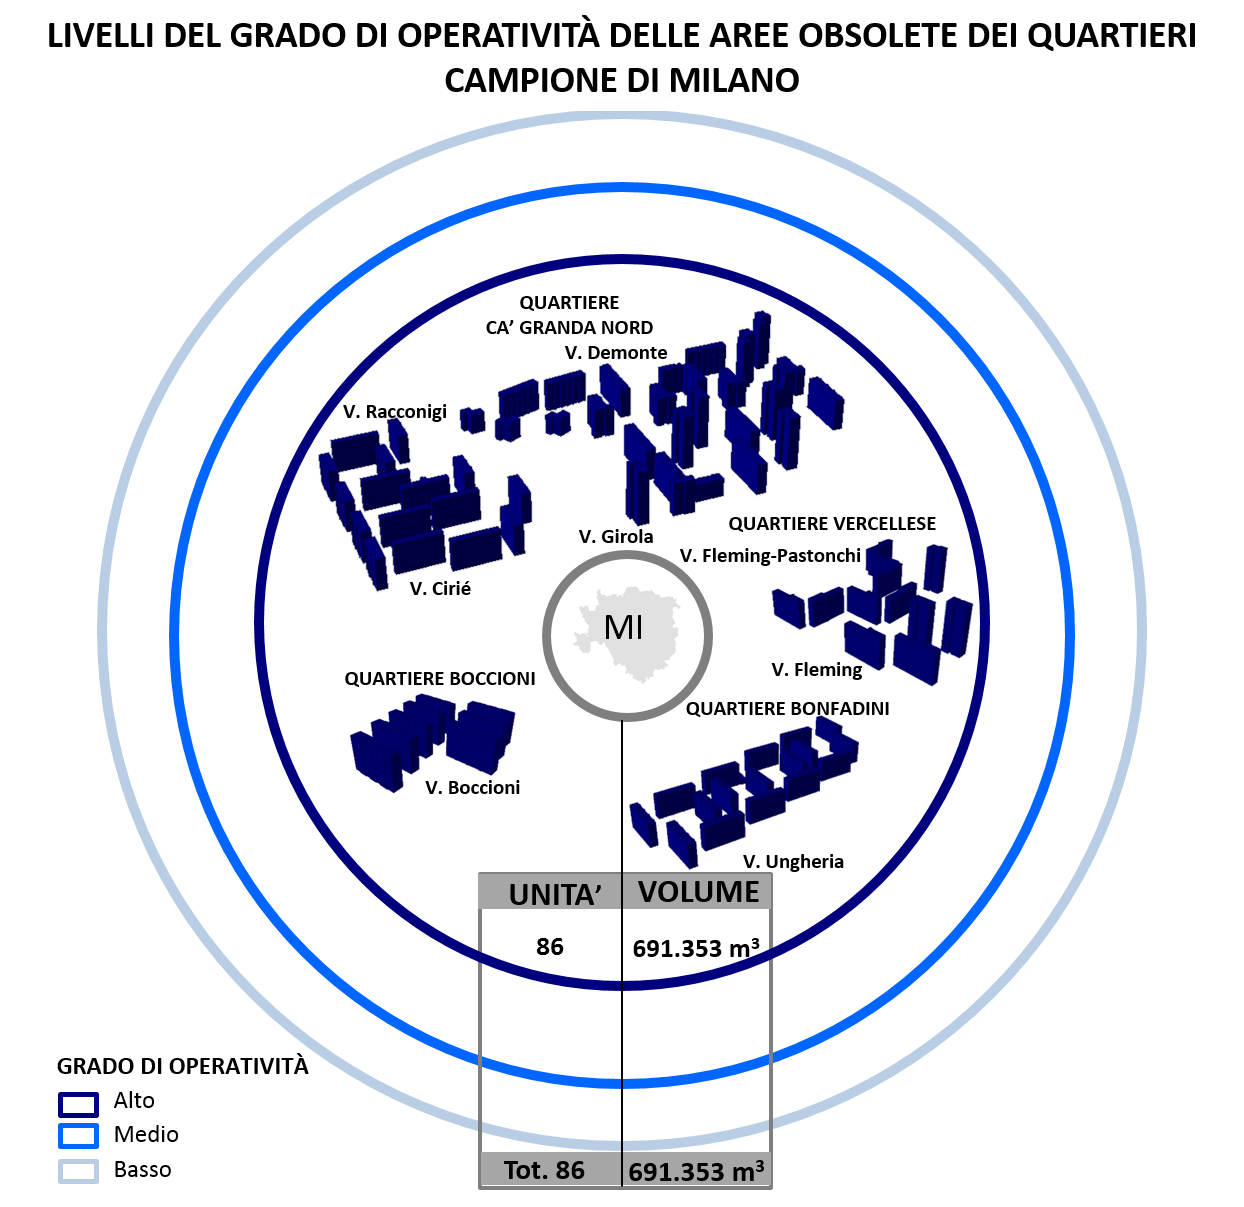 LIVELLI DEL GRADO DI OPERATIVITÀ DELLE AREE OBSOLETE DEI QUARTIERI
CAMPIONE DI MILANO
QUARTIERE
CA’ GRANDA NORD
V. Demonte
V. Racconigi
V. Girola
V. Cirié
QUARTIERE VERCELLESE
V. Fleming-Pastonchi
V. Fleming
MI
QUARTIERE BOCCIONI
V. Boccioni
QUARTIERE BONFADINI
V. Ungheria
UNITA’ VOLUME
86 691.353 m³
Tot. 86 691.353 m³
GRADO DI OPERATIVITÀ
Alto
Medio
Basso